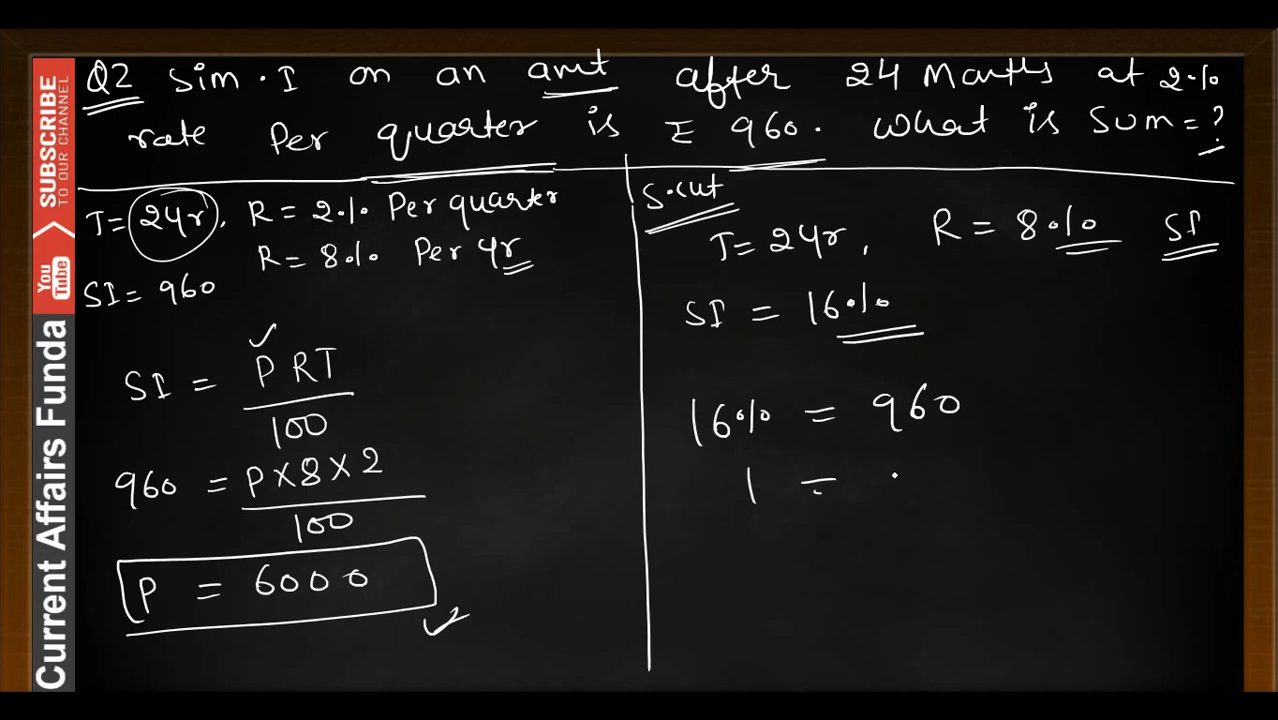 Q2 Sim. I on an amt after 24 Months at 2%
rate Per quarter is ₹ 960. What is Sum = ?
T = 2yr, R = 2% Per quarter
R = 8% Per yr
SI = 960
SI = PRT
100
960 = P×8×2
100
P = 6000
S.cut
T = 2yr, R = 8% SI
SI = 16%
16% = 960
1 =
SUBSCRIBE
TO OUR CHANNEL
You
Tube
Current Affairs Funda